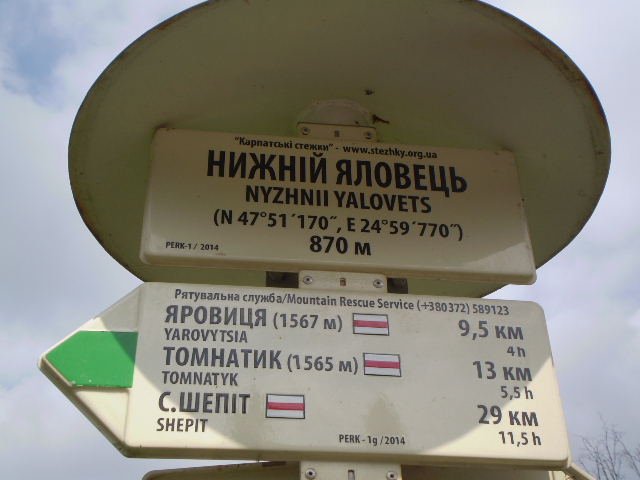 "Карпатські стежки" - www.stezhky.org.ua
НИЖНІЙ ЯЛОВЕЦЬ
NYZHNII YALOVETS
(N 47°51´170˝, E 24°59´770˝)
PERK-1 / 2014 870 м
Рятувальна служба/Mountain Rescue Service (+380372) 589123
ЯРОВИЦЯ (1567 м) 9,5 км
YAROVYTSIA 4 h
ТОМНАТИК (1565 м) 13 км
TOMNATYK 5,5 h
С.ШЕПІТ 29 км
SHEPIT 11,5 h
PERK - 1g / 2014